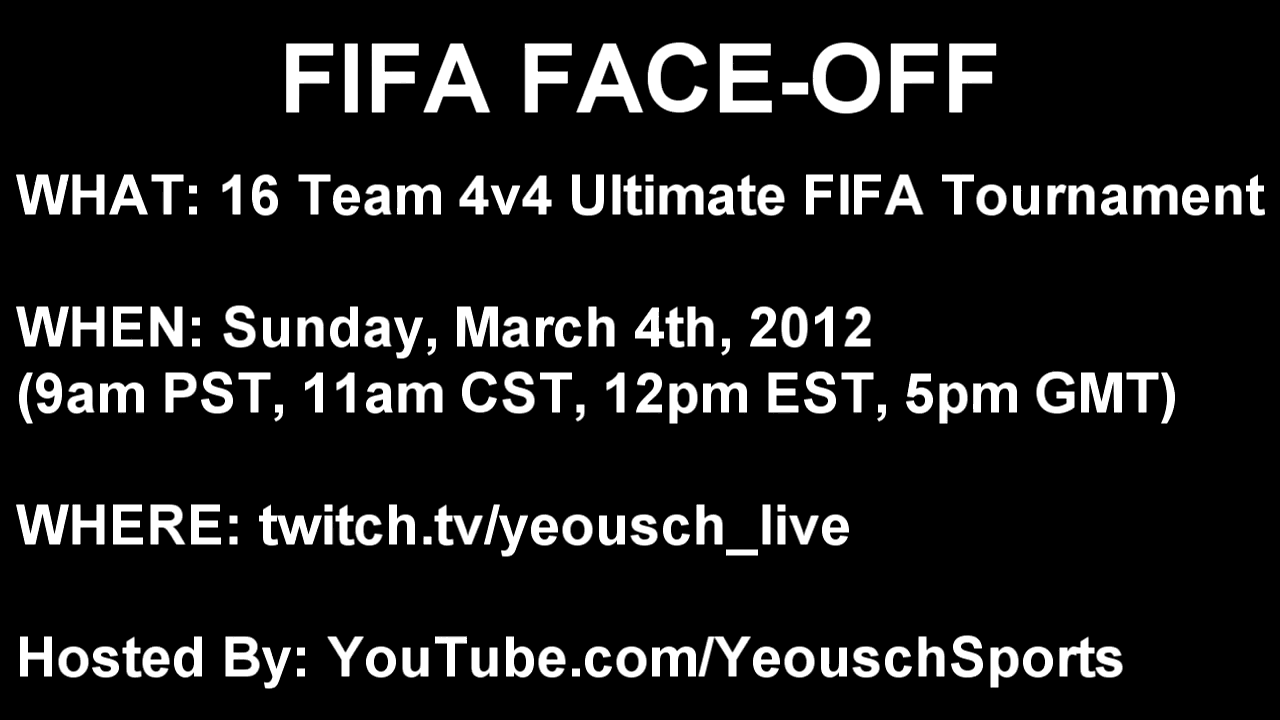 FIFA FACE-OFF
WHAT: 16 Team 4v4 Ultimate FIFA Tournament
WHEN: Sunday, March 4th, 2012
(9am PST, 11am CST, 12pm EST, 5pm GMT)
WHERE: twitch.tv/yeousch_live
Hosted By: YouTube.com/YeouschSports